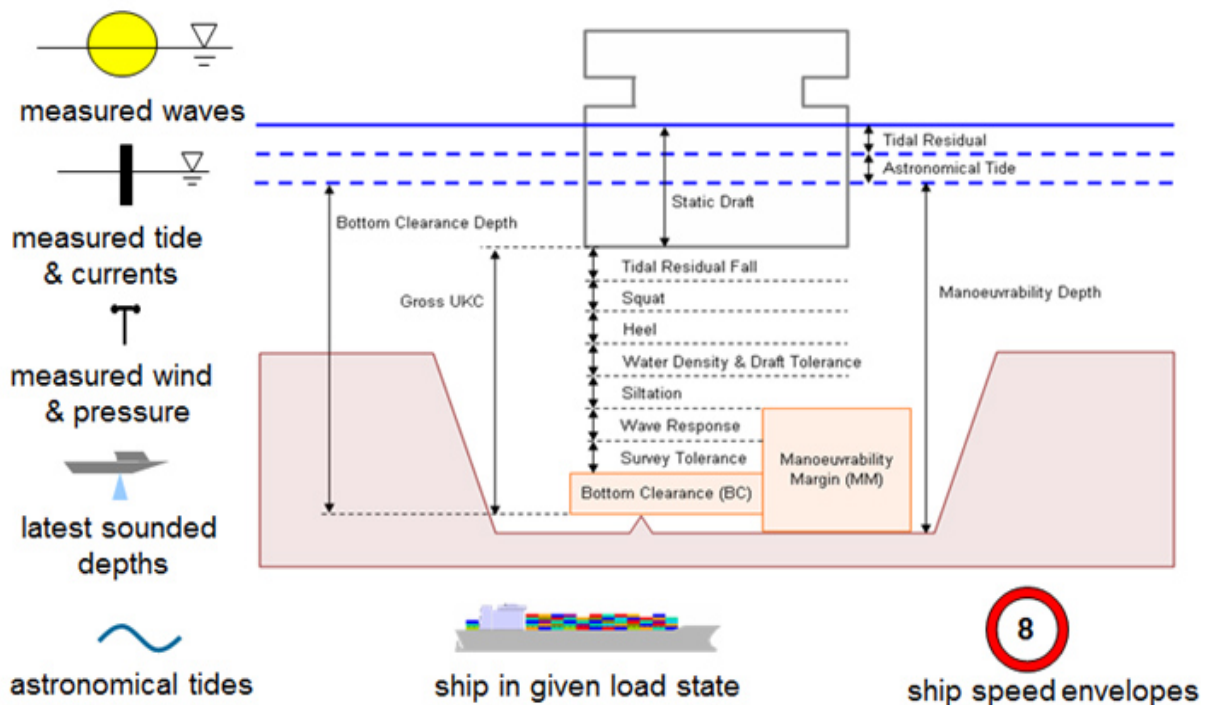 measured waves
measured tide
& currents
measured wind
& pressure
latest sounded
depths
astronomical tides
Tidal Residual
Astronomical Tide
Static Draft
Bottom Clearance Depth
Gross UKC
Tidal Residual Fall
Squat
Heel
Water Density & Draft Tolerance
Siltation
Wave Response
Survey Tolerance
Bottom Clearance (BC)
Manoeuvrability
Margin (MM)
Manoeuvrability Depth
ship in given load state
8
ship speed envelopes